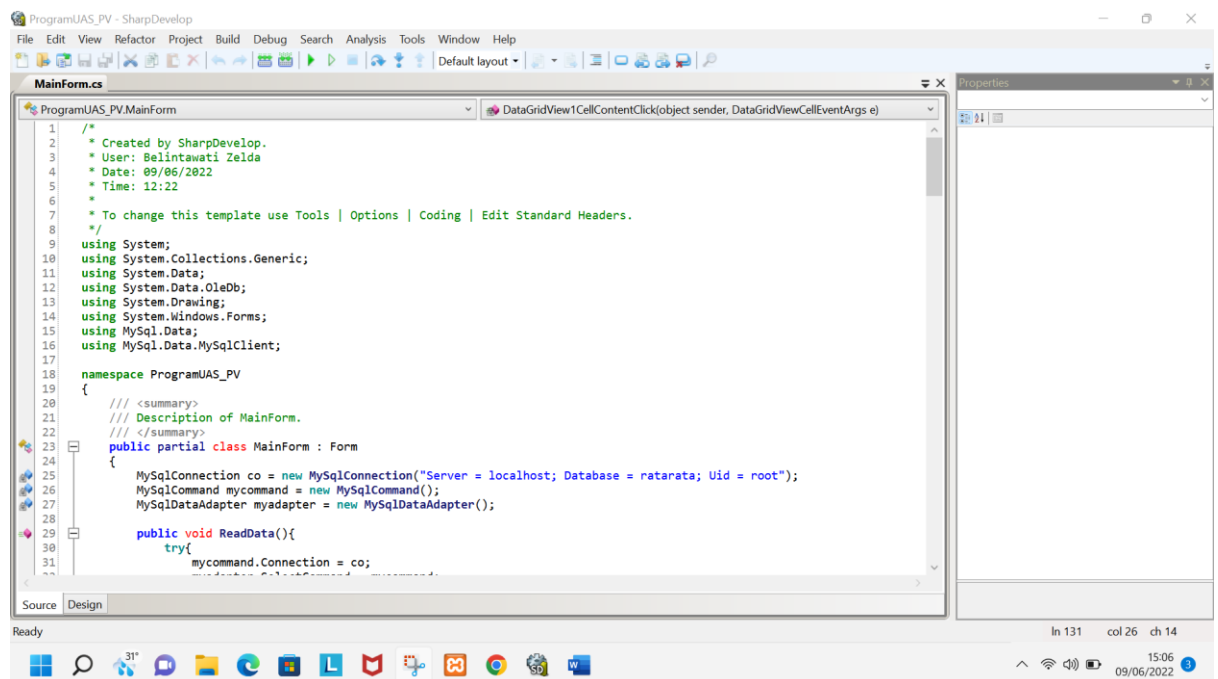 ProgramUAS_PV - SharpDevelop
File Edit View Refactor Project Build Debug Search Analysis Tools Window Help
Default layout
MainForm.cs
Properties
ProgramUAS_PV.MainForm
DataGridView1CellContentClick(object sender, DataGridViewCellEventArgs e)
1 /*
2 * Created by SharpDevelop.
3 * User: Belintawati Zelda
4 * Date: 09/06/2022
5 * Time: 12:22
6 *
7 * To change this template use Tools | Options | Coding | Edit Standard Headers.
8 */
9 using System;
10 using System.Collections.Generic;
11 using System.Data;
12 using System.Data.OleDb;
13 using System.Drawing;
14 using System.Windows.Forms;
15 using MySql.Data;
16 using MySql.Data.MySqlClient;
17
18 namespace ProgramUAS_PV
19 {
20 /// <summary>
21 /// Description of MainForm.
22 /// </summary>
23 public partial class MainForm : Form
24 {
25 MySqlConnection co = new MySqlConnection("Server = localhost; Database = ratarata; Uid = root");
26 MySqlCommand mycommand = new MySqlCommand();
27 MySqlDataAdapter myadapter = new MySqlDataAdapter();
28
29 public void ReadData(){
30 try{
31 mycommand.Connection = co;
Source Design
Ready
ln 131 col 26 ch 14
31°
15:06
09/06/2022
3